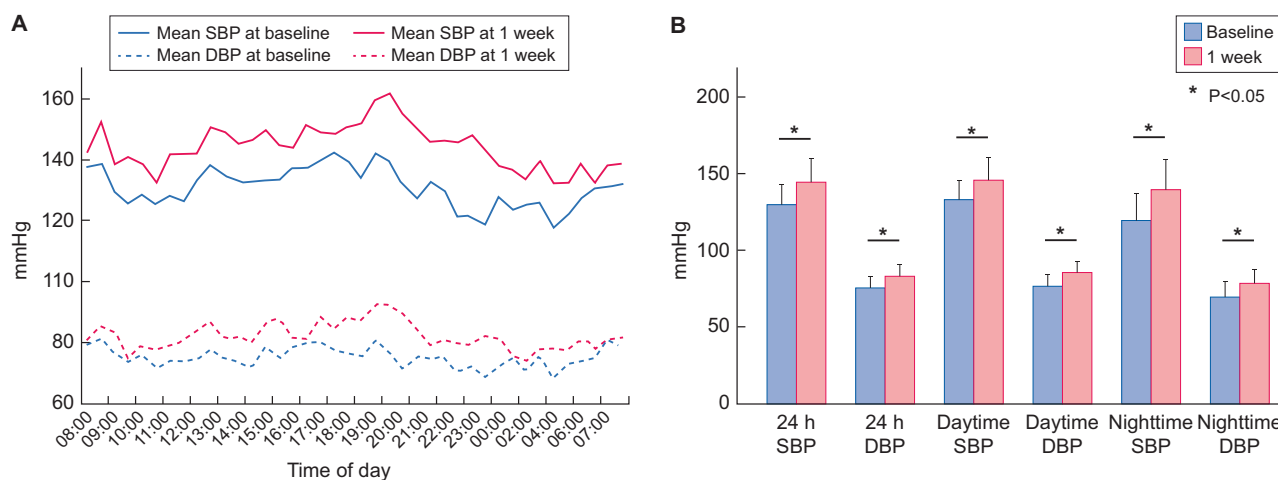 A
Mean SBP at baseline
Mean SBP at 1 week
Mean DBP at baseline
Mean DBP at 1 week
mmHg
160
140
120
110
80
60
08:00
09:00
10:00
11:00
12:00
13:00
14:00
15:00
16:00
17:00
18:00
19:00
20:00
21:00
22:00
23:00
00:00
02:00
04:00
06:00
07:00
Time of day
B
Baseline
1 week
* P<0.05
mmHg
200
150
100
50
0
*
*
*
*
*
*
24 h
SBP
24 h
DBP
Daytime
SBP
Daytime
DBP
Nighttime
SBP
Nighttime
DBP